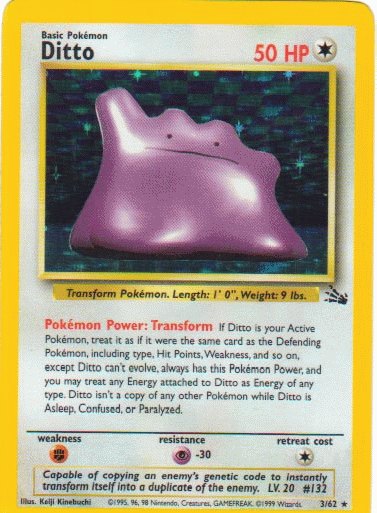 Basic Pokémon
Ditto
50 HP
Transform Pokémon. Length: 1' 0", Weight: 9 lbs.
Pokémon Power: Transform If Ditto is your Active
Pokémon, treat it as if it were the same card as the Defending
Pokémon, including type, Hit Points, Weakness, and so on,
except Ditto can't evolve, always has this Pokémon Power, and
you may treat any Energy attached to Ditto as Energy of any
type. Ditto isn't a copy of any other Pokémon while Ditto is
Asleep, Confused, or Paralyzed.
weakness resistance retreat cost
-30
Capable of copying an enemy's genetic code to instantly
transform itself into a duplicate of the enemy. LV. 20 #132
Illus. Keiji Kinebuchi ©1995, 96, 98 Nintendo, Creatures, GAMEFREAK. ©1999 Wizards. 3/62 ★